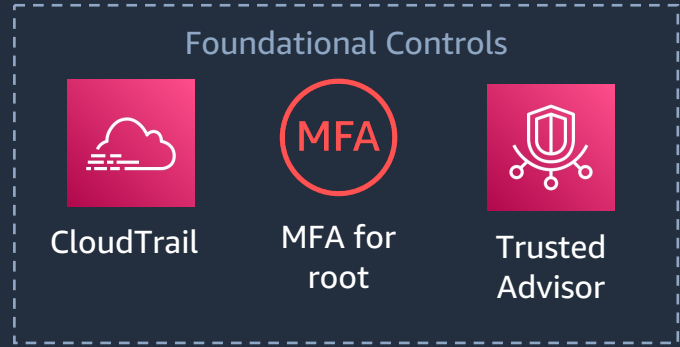 Foundational Controls
MFA
CloudTrail
MFA for
root
Trusted
Advisor